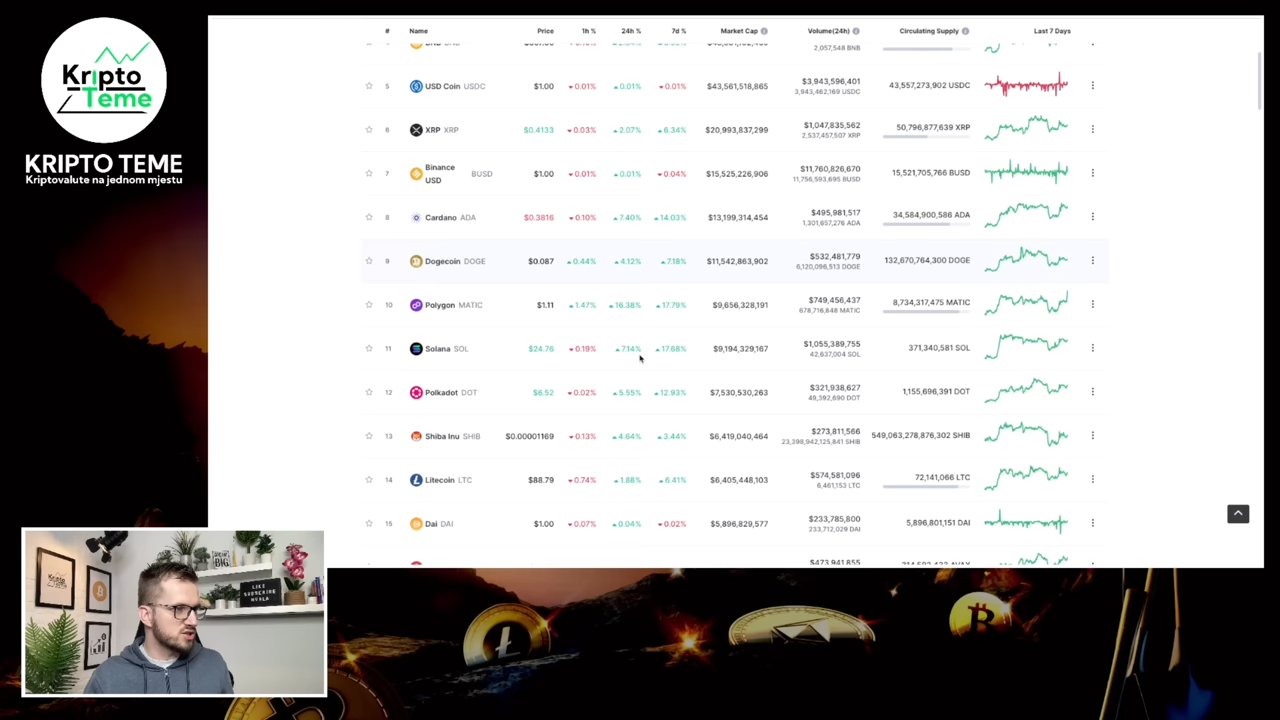 Kripto
Teme
KRIPTO TEME
Kriptovalute na jednom mjestu
# Name Price 1h % 24h % 7d % Market Cap Volume(24h) Circulating Supply Last 7 Days
2,057,548 BNB
5 USD Coin USDC $1.00 0.01% 0.01% 0.01% $43,561,518,865 $3,943,596,401 43,557,273,902 USDC
3,943,462,169 USDC
6 XRP XRP $0.4133 0.03% 2.07% 6.34% $20,993,837,299 $1,047,835,562 50,796,877,639 XRP
2,537,457,507 XRP
7 Binance USD BUSD $1.00 0.01% 0.01% 0.04% $15,525,226,906 $11,760,826,670 15,521,705,766 BUSD
11,756,593,695 BUSD
8 Cardano ADA $0.3816 0.10% 7.40% 14.03% $13,199,314,454 $495,981,517 34,584,900,586 ADA
1,301,657,276 ADA
9 Dogecoin DOGE $0.087 0.44% 4.12% 7.18% $11,542,863,902 $532,481,779 132,670,764,300 DOGE
6,120,096,513 DOGE
10 Polygon MATIC $1.11 1.47% 16.38% 17.79% $9,656,328,191 $749,456,437 8,734,317,475 MATIC
678,716,848 MATIC
11 Solana SOL $24.76 0.19% 7.14% 17.68% $9,194,329,167 $1,055,389,755 371,340,581 SOL
42,637,004 SOL
12 Polkadot DOT $6.52 0.02% 5.55% 12.93% $7,530,530,263 $321,938,627 1,155,696,391 DOT
49,392,690 DOT
13 Shiba Inu SHIB $0.00001169 0.13% 4.64% 3.44% $6,419,040,464 $273,811,566 549,063,278,876,302 SHIB
23,398,942,125,841 SHIB
14 Litecoin LTC $88.79 0.74% 1.88% 6.41% $6,405,448,103 $574,581,096 72,141,066 LTC
6,461,153 LTC
15 Dai DAI $1.00 0.07% 0.04% 0.02% $5,896,829,577 $233,785,800 5,896,801,151 DAI
233,712,029 DAI
LIKE
SUBSCRIBE
HVALA